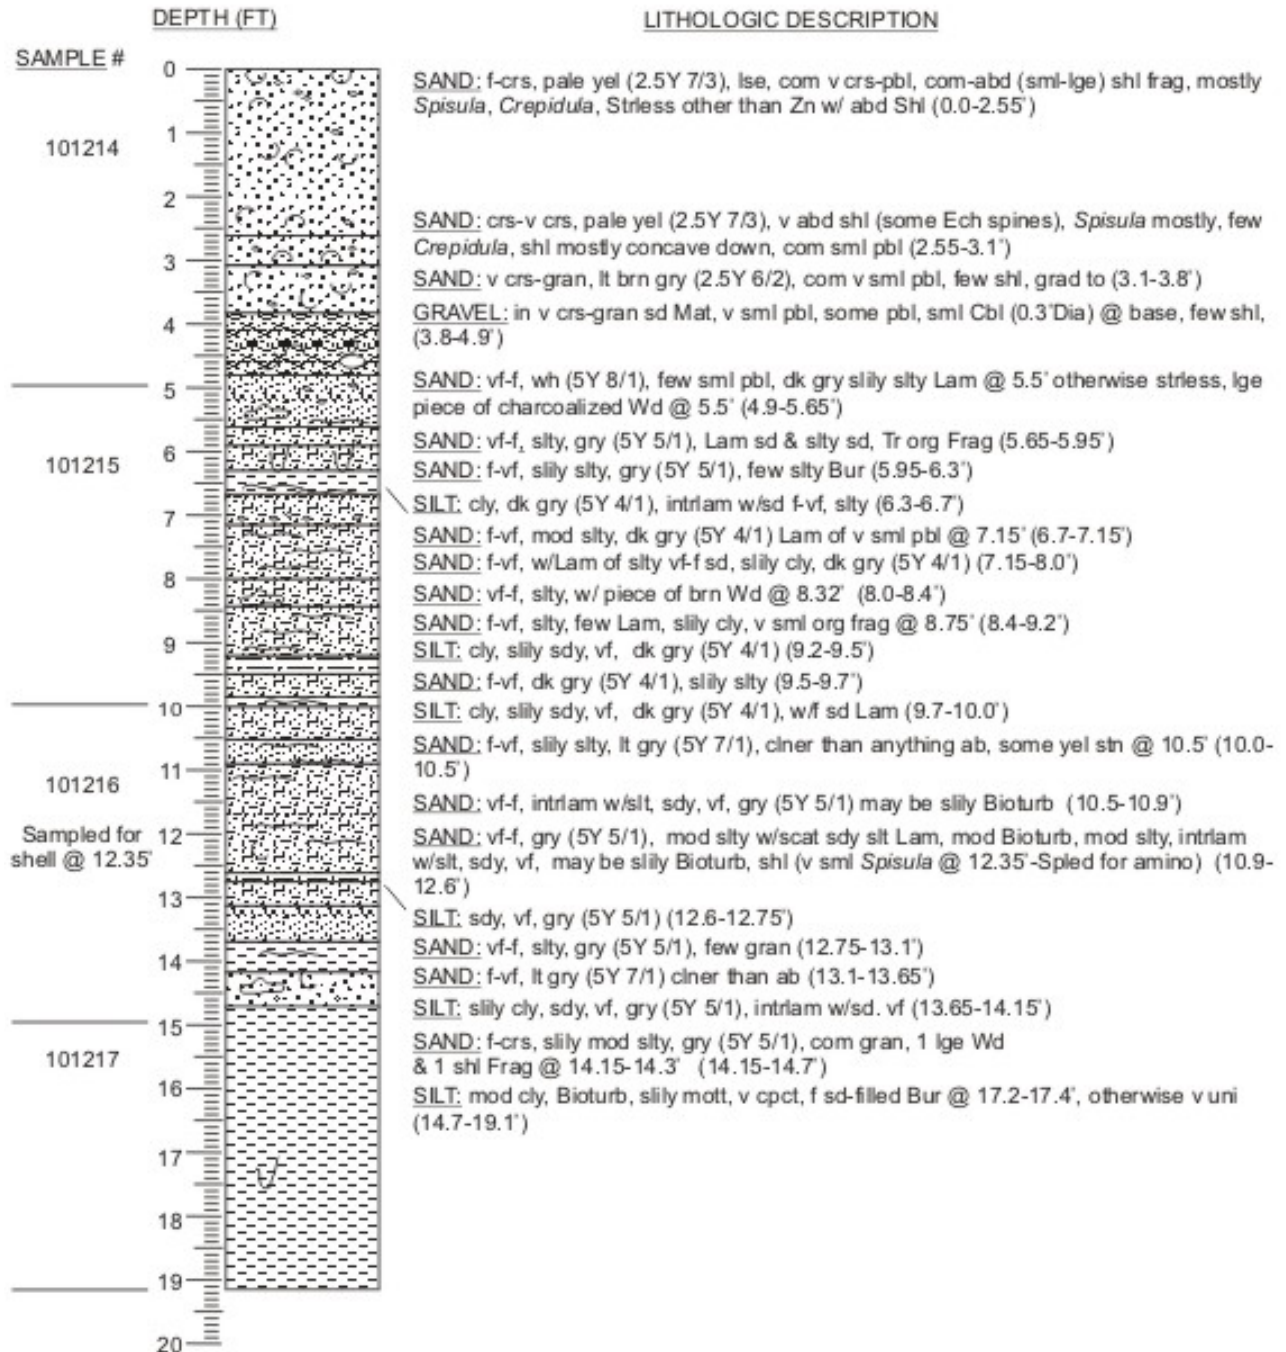 DEPTH (FT)
LITHOLOGIC DESCRIPTION
SAMPLE #
0
1
2
3
4
5
6
7
8
9
10
11
12
13
14
15
16
17
18
19
20
101214
101215
101216
Sampled for
shell @ 12.35'
101217
SAND: f-crs, pale yel (2.5Y 7/3), lse, com v crs-pbl, com-abd (sml-lge) shl frag, mostly
Spisula, Crepidula, Strless other than Zn w/ abd Shl (0.0-2.55')
SAND: crs-v crs, pale yel (2.5Y 7/3), v abd shl (some Ech spines), Spisula mostly, few
Crepidula, shl mostly concave down, com sml pbl (2.55-3.1')
SAND: v crs-gran, lt brn gry (2.5Y 6/2), com v sml pbl, few shl, grad to (3.1-3.8')
GRAVEL: in v crs-gran sd Mat, v sml pbl, some pbl, sml Cbl (0.3'Dia) @ base, few shl,
(3.8-4.9')
SAND: vf-f, wh (5Y 8/1), few sml pbl, dk gry slily slty Lam @ 5.5' otherwise strless, lge
piece of charcoalized Wd @ 5.5' (4.9-5.65')
SAND: vf-f, slty, gry (5Y 5/1), Lam sd & slty sd, Tr org Frag (5.65-5.95')
SAND: f-vf, slily slty, gry (5Y 5/1), few slty Bur (5.95-6.3')
SILT: cly, dk gry (5Y 4/1), intrlam w/sd f-vf, slty (6.3-6.7')
SAND: f-vf, mod slty, dk gry (5Y 4/1) Lam of v sml pbl @ 7.15' (6.7-7.15')
SAND: f-vf, w/Lam of slty vf-f sd, slily cly, dk gry (5Y 4/1) (7.15-8.0')
SAND: vf-f, slty, w/ piece of brn Wd @ 8.32' (8.0-8.4')
SAND: f-vf, slty, few Lam, slily cly, v sml org frag @ 8.75' (8.4-9.2')
SILT: cly, slily sdy, vf, dk gry (5Y 4/1) (9.2-9.5')
SAND: f-vf, dk gry (5Y 4/1), slily slty (9.5-9.7')
SILT: cly, slily sdy, vf, dk gry (5Y 4/1), w/f sd Lam (9.7-10.0')
SAND: f-vf, slily slty, lt gry (5Y 7/1), clner than anything ab, some yel stn @ 10.5' (10.0-
10.5')
SAND: vf-f, intrlam w/slt, sdy, vf, gry (5Y 5/1) may be slily Bioturb (10.5-10.9')
SAND: vf-f, gry (5Y 5/1), mod slty w/scat sdy slt Lam, mod Bioturb, mod slty, intrlam
w/slt, sdy, vf, may be slily Bioturb, shl (v sml Spisula @ 12.35'-Spled for amino) (10.9-
12.6')
SILT: sdy, vf, gry (5Y 5/1) (12.6-12.75')
SAND: vf-f, slty, gry (5Y 5/1), few gran (12.75-13.1')
SAND: f-vf, lt gry (5Y 7/1) clner than ab (13.1-13.65')
SILT: slily cly, sdy, vf, gry (5Y 5/1), intrlam w/sd. vf (13.65-14.15')
SAND: f-crs, slily mod slty, gry (5Y 5/1), com gran, 1 lge Wd
& 1 shl Frag @ 14.15-14.3' (14.15-14.7')
SILT: mod cly, Bioturb, slily mott, v cpct, f sd-filled Bur @ 17.2-17.4', otherwise v uni
(14.7-19.1')